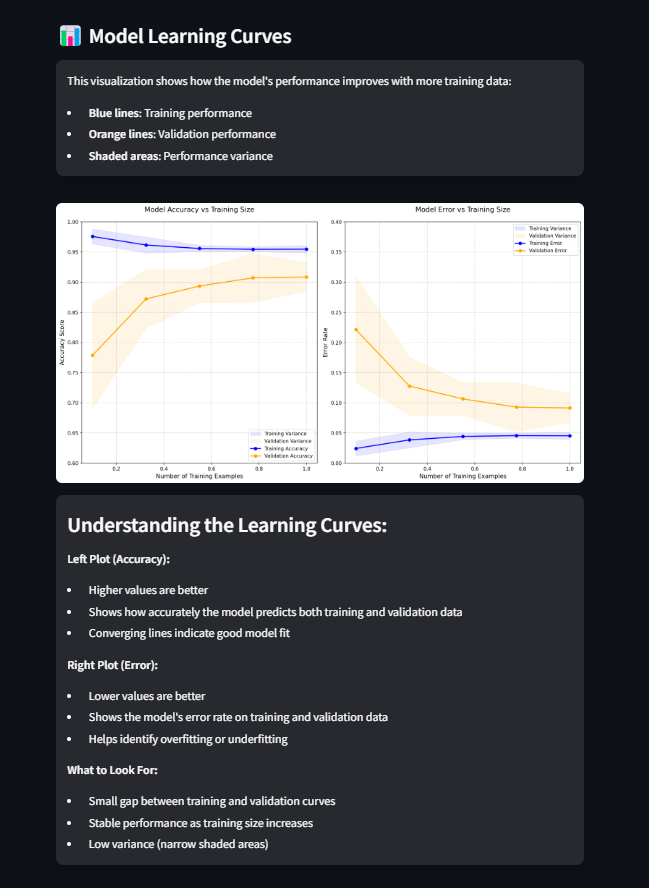 Model Learning Curves
This visualization shows how the model's performance improves with more training data:
• Blue lines: Training performance
• Orange lines: Validation performance
• Shaded areas: Performance variance
Model Accuracy vs Training Size
1.00
0.95
0.90
0.85
0.80
0.75
0.70
0.65
0.60
Accuracy Score
Training Variance
Validation Variance
Training Accuracy
Validation Accuracy
0.2 0.4 0.6 0.8 1.0
Number of Training Examples
Model Error vs Training Size
0.40
0.35
0.30
0.25
0.20
0.15
0.10
0.05
0.00
Error Rate
Training Variance
Validation Variance
Training Error
Validation Error
0.2 0.4 0.6 0.8 1.0
Number of Training Examples
Understanding the Learning Curves:
Left Plot (Accuracy):
• Higher values are better
• Shows how accurately the model predicts both training and validation data
• Converging lines indicate good model fit
Right Plot (Error):
• Lower values are better
• Shows the model's error rate on training and validation data
• Helps identify overfitting or underfitting
What to Look For:
• Small gap between training and validation curves
• Stable performance as training size increases
• Low variance (narrow shaded areas)